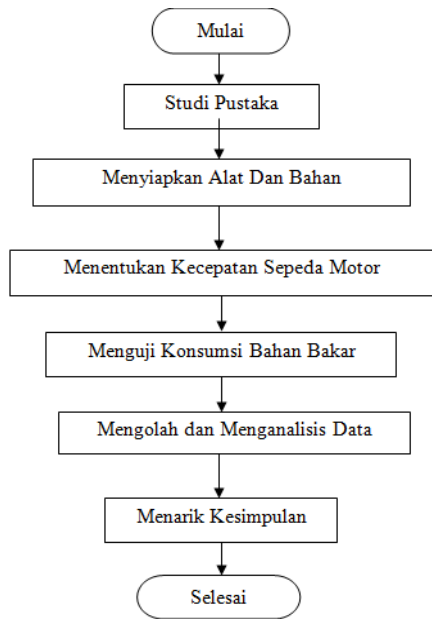 Mulai
Studi Pustaka
Menyiapkan Alat Dan Bahan
Menentukan Kecepatan Sepeda Motor
Menguji Konsumsi Bahan Bakar
Mengolah dan Menganalisis Data
Menarik Kesimpulan
Selesai